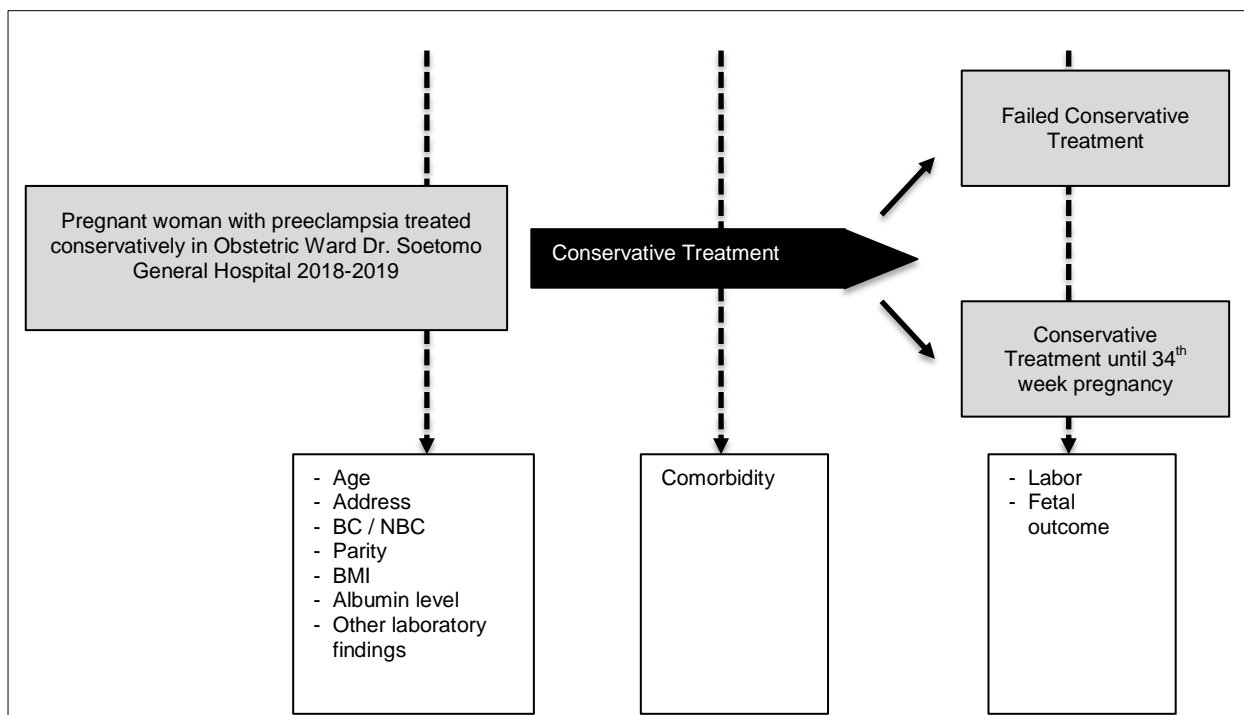 Pregnant woman with preeclampsia treated
conservatively in Obstetric Ward Dr. Soetomo
General Hospital 2018-2019
Conservative Treatment
Failed Conservative
Treatment
Conservative
Treatment until 34th
week pregnancy
- Age
- Address
- BC / NBC
- Parity
- BMI
- Albumin level
- Other laboratory
findings
Comorbidity
- Labor
- Fetal
outcome